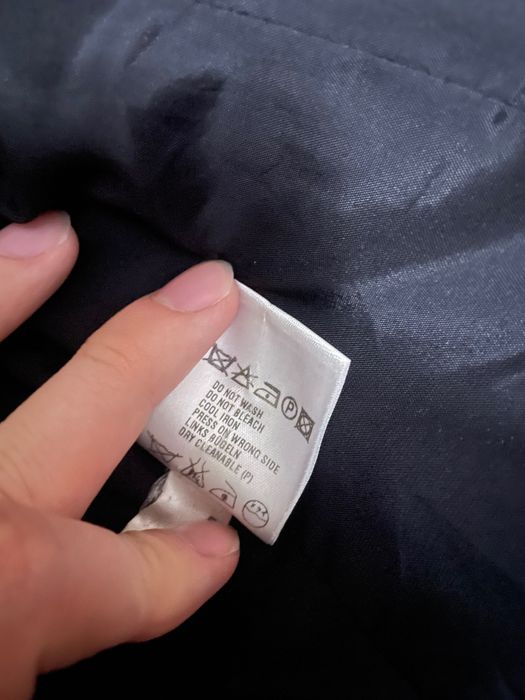 P
DO NOT WASH
DO NOT BLEACH
COOL IRON
PRESS ON WRONG SIDE
LINKS BÜGELN
DRY CLEANABLE (P)